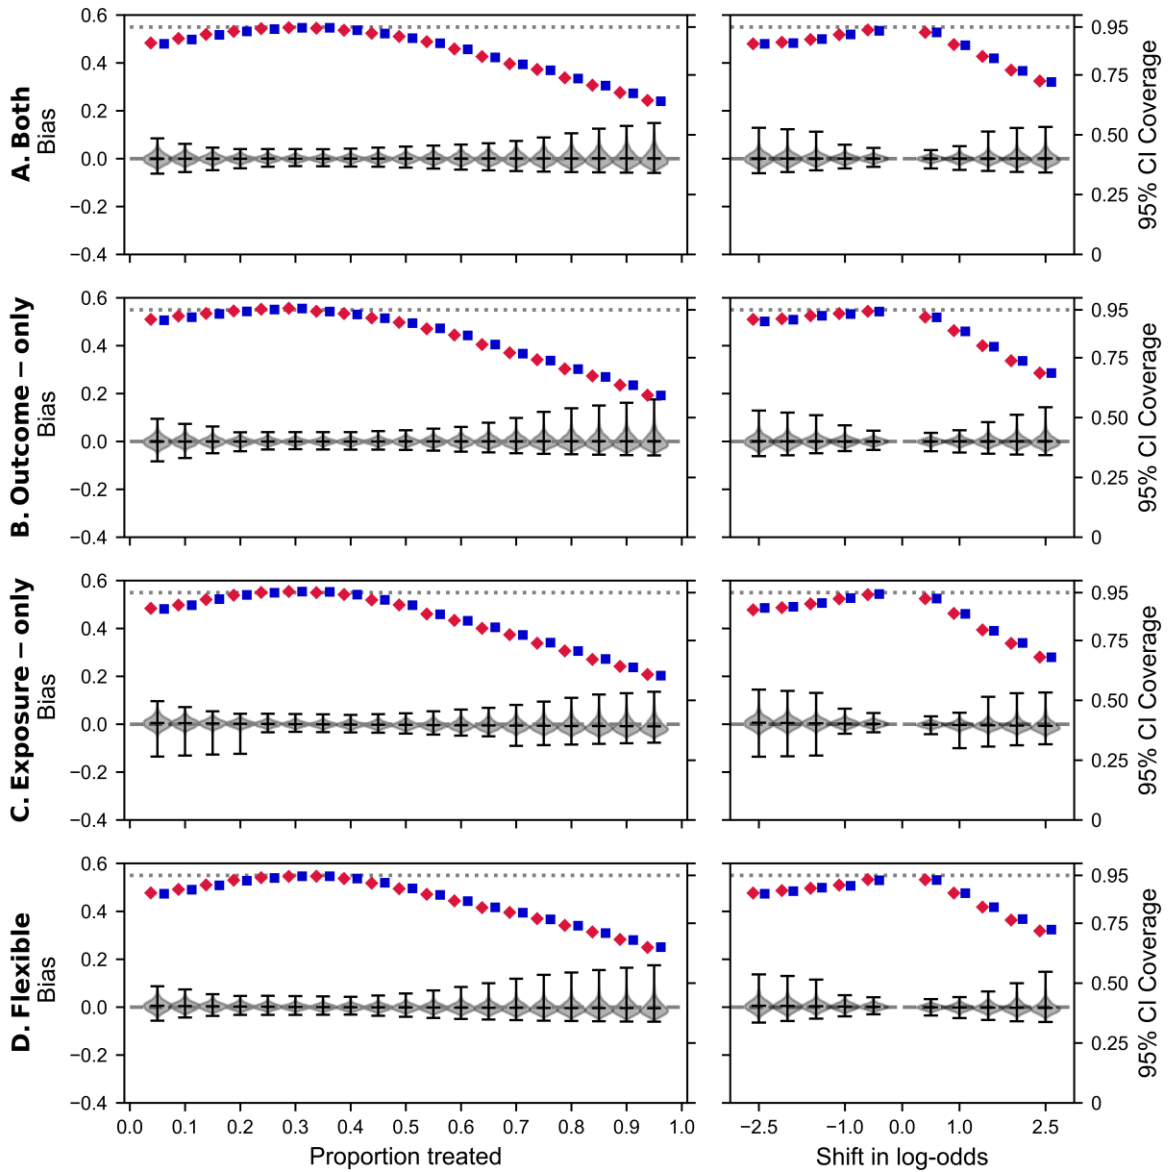 0.6
0.4
0.2
0.0
−0.2
−0.4
A. Both
Bias
0.95
0.75
0.50
0.25
0
95% CI Coverage
0.6
0.4
0.2
0.0
−0.2
−0.4
B. Outcome − only
Bias
0.95
0.75
0.50
0.25
0
95% CI Coverage
0.6
0.4
0.2
0.0
−0.2
−0.4
C. Exposure − only
Bias
0.95
0.75
0.50
0.25
0
95% CI Coverage
0.6
0.4
0.2
0.0
−0.2
−0.4
D. Flexible
Bias
0.95
0.75
0.50
0.25
0
95% CI Coverage
0.0 0.1 0.2 0.3 0.4 0.5 0.6 0.7 0.8 0.9 1.0
Proportion treated
−2.5 −1.0 0.0 1.0 2.5
Shift in log-odds